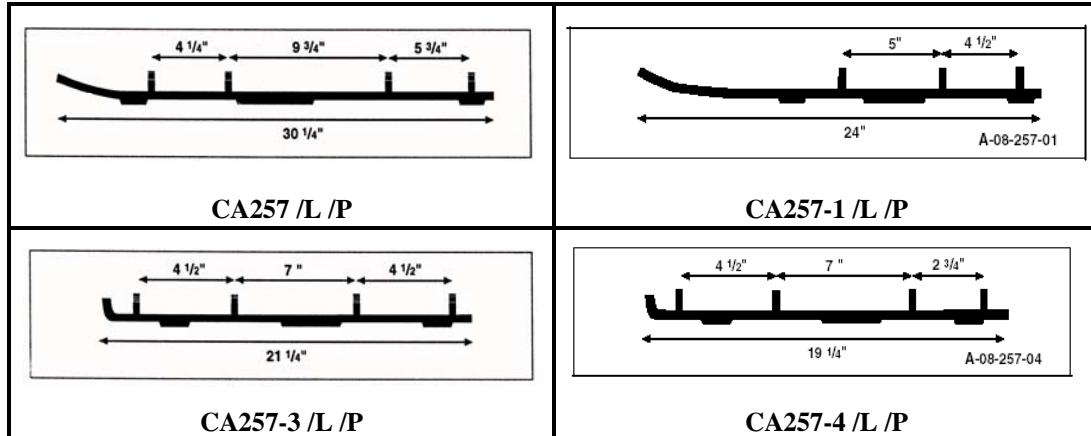 4 1/4" 9 3/4" 5 3/4"
30 1/4"
CA257 /L /P
5" 4 1/2"
24"
A-08-257-01
CA257-1 /L /P
4 1/2" 7 " 4 1/2"
21 1/4"
CA257-3 /L /P
4 1/2" 7 " 2 3/4"
19 1/4"
A-08-257-04
CA257-4 /L /P